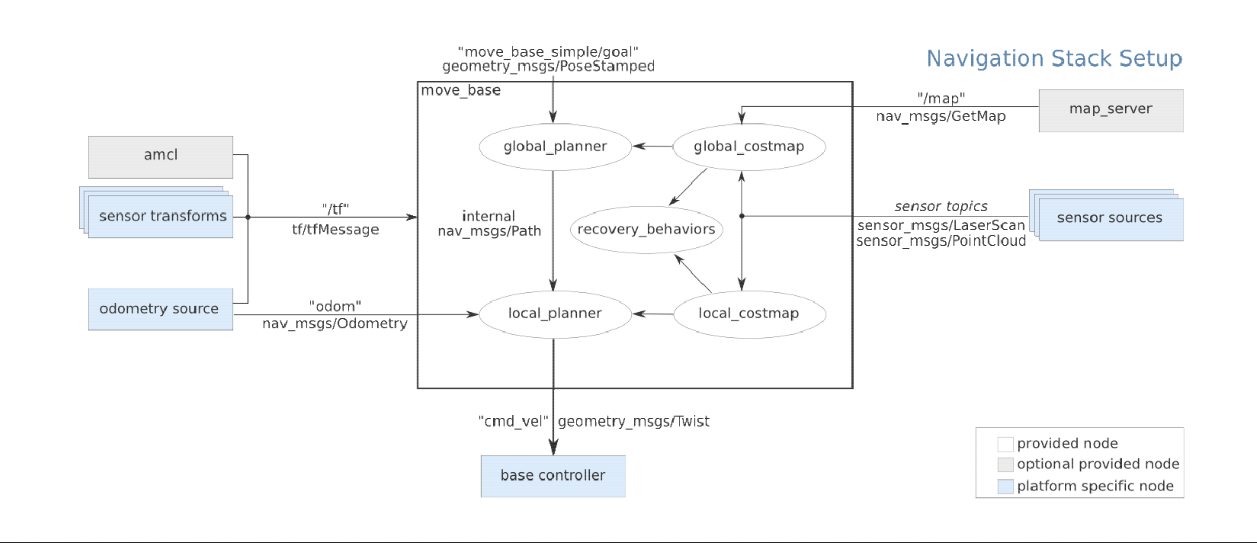 "move_base_simple/goal"
geometry_msgs/PoseStamped
Navigation Stack Setup
move_base
"/map"
nav_msgs/GetMap
map_server
amcl
global_planner
global_costmap
sensor transforms
"/tf"
tf/tfMessage
internal
nav_msgs/Path
recovery_behaviors
sensor topics
sensor_msgs/LaserScan
sensor_msgs/PointCloud
sensor sources
odometry source
"odom"
nav_msgs/Odometry
local_planner
local_costmap
"cmd_vel" geometry_msgs/Twist
base controller
provided node
optional provided node
platform specific node